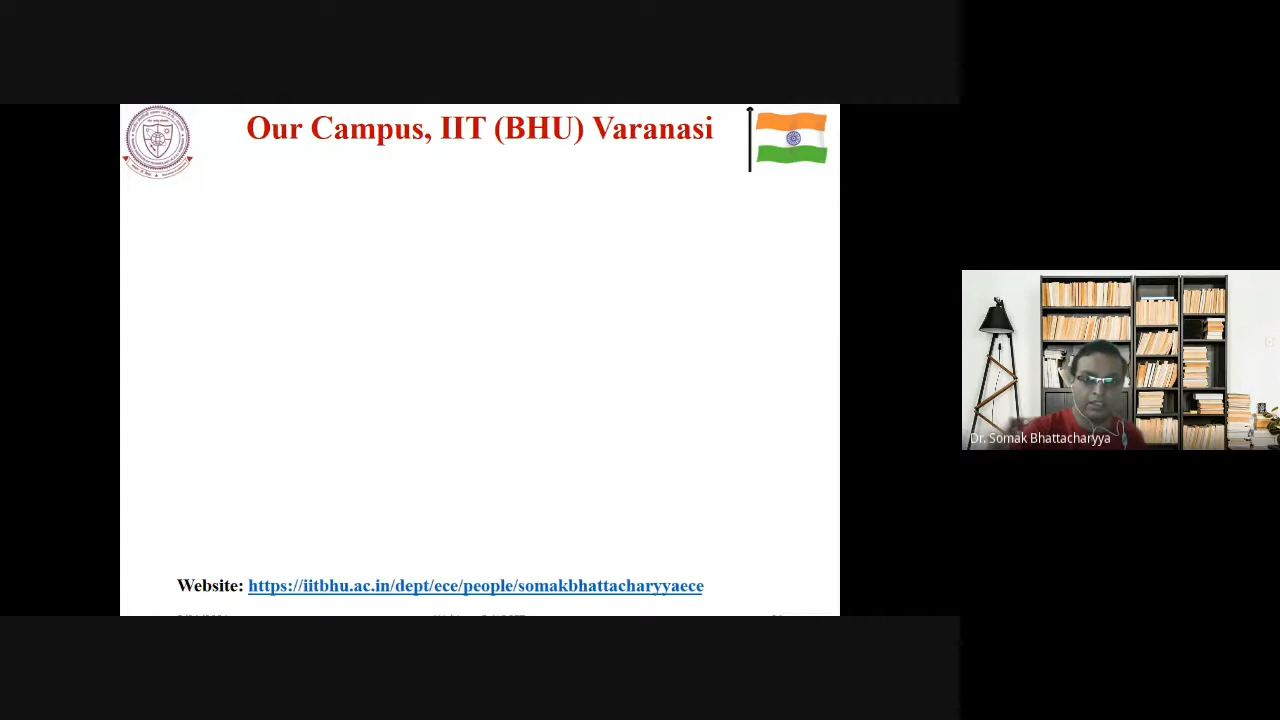 Our Campus, IIT (BHU) Varanasi
Website: https://iitbhu.ac.in/dept/ece/people/somakbhattacharyyaece
Dr. Somak Bhattacharyya